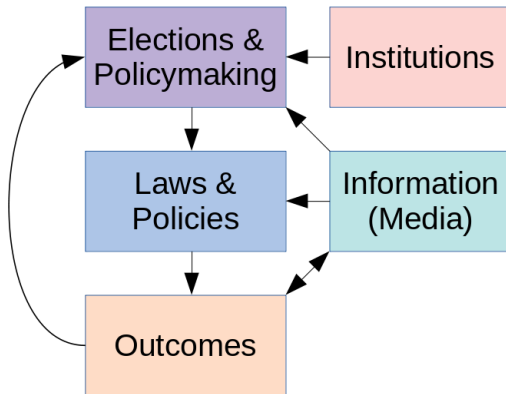 Elections &
Policymaking
Institutions
Laws &
Policies
Information
(Media)
Outcomes